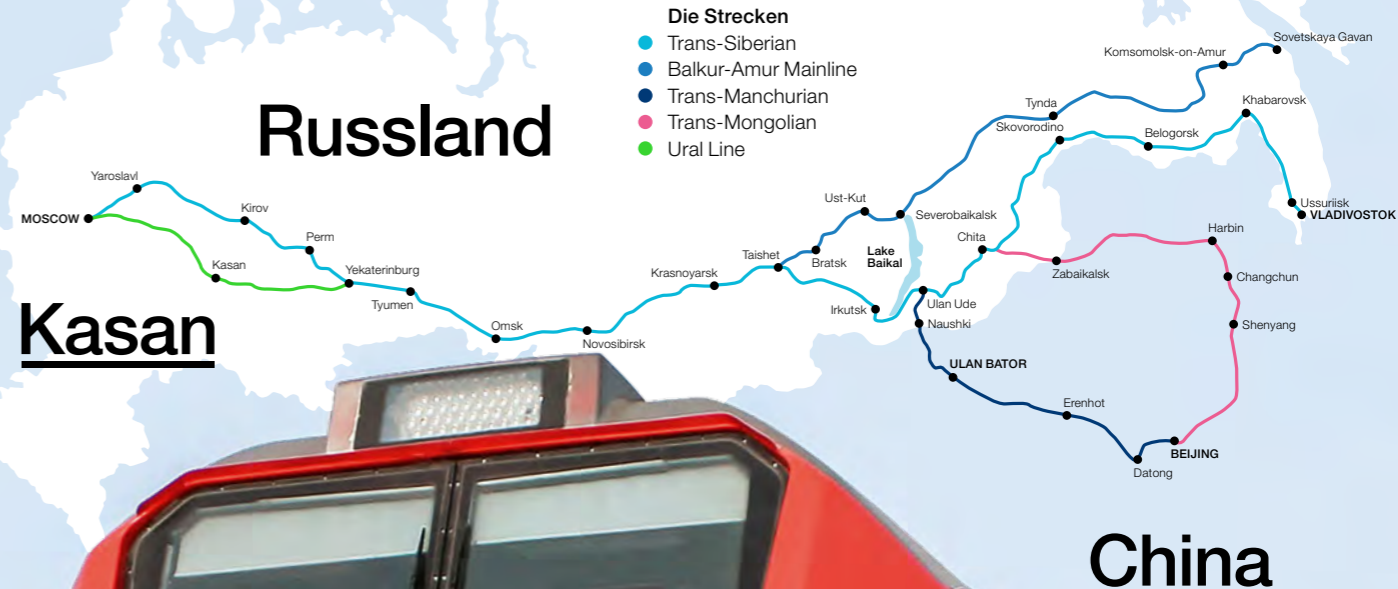 Die Strecken
Trans-Siberian
Balkur-Amur Mainline
Trans-Manchurian
Trans-Mongolian
Ural Line
Russland
Kasan
China
Yaroslavl
MOSCOW
Kirov
Perm
Kasan
Yekaterinburg
Tyumen
Omsk
Novosibirsk
Krasnoyarsk
Taishet
Bratsk
Ust-Kut
Severobaikalsk
Lake
Baikal
Irkutsk
Ulan Ude
Naushki
ULAN BATOR
Erenhot
Datong
BEIJING
Chita
Zabaikalsk
Harbin
Changchun
Shenyang
Skovorodino
Tynda
Belogorsk
Komsomolsk-on-Amur
Sovetskaya Gavan
Khabarovsk
Ussuriisk
VLADIVOSTOK